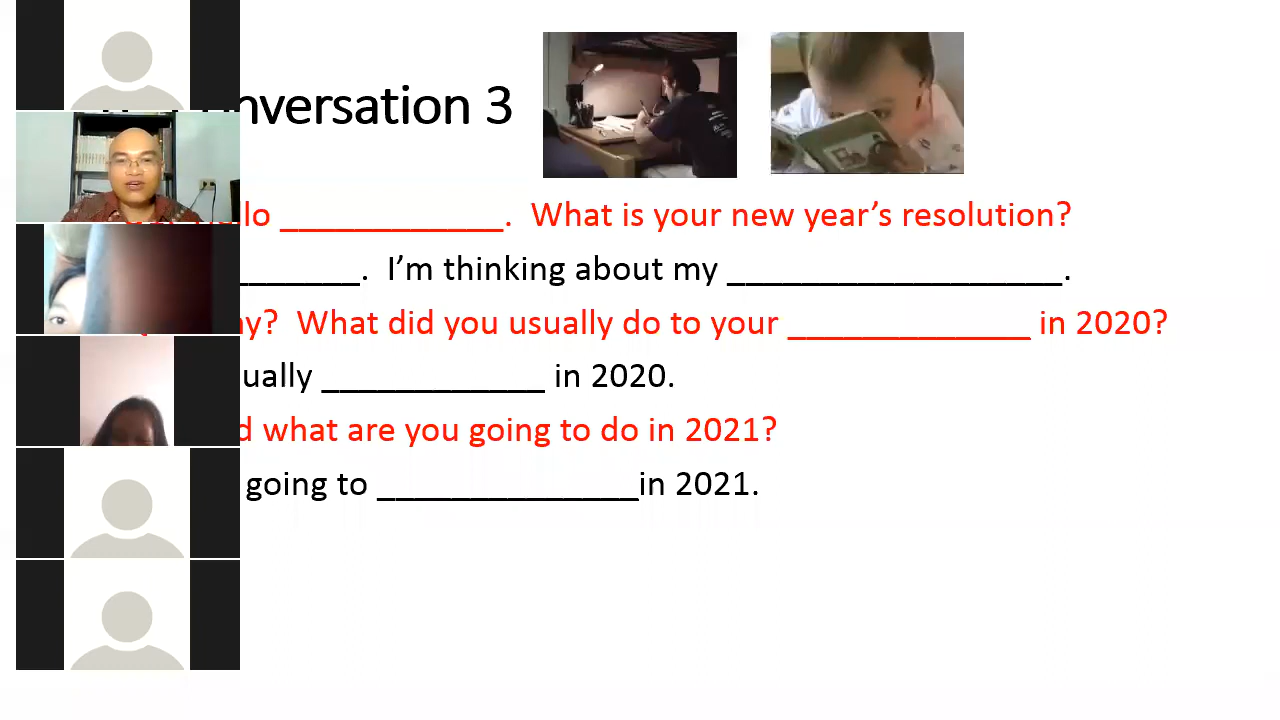 nversation 3
lo ____________. What is your new year's resolution?
_______. I'm thinking about my __________________.
y? What did you usually do to your _____________ in 2020?
ually ____________ in 2020.
d what are you going to do in 2021?
going to ______________in 2021.